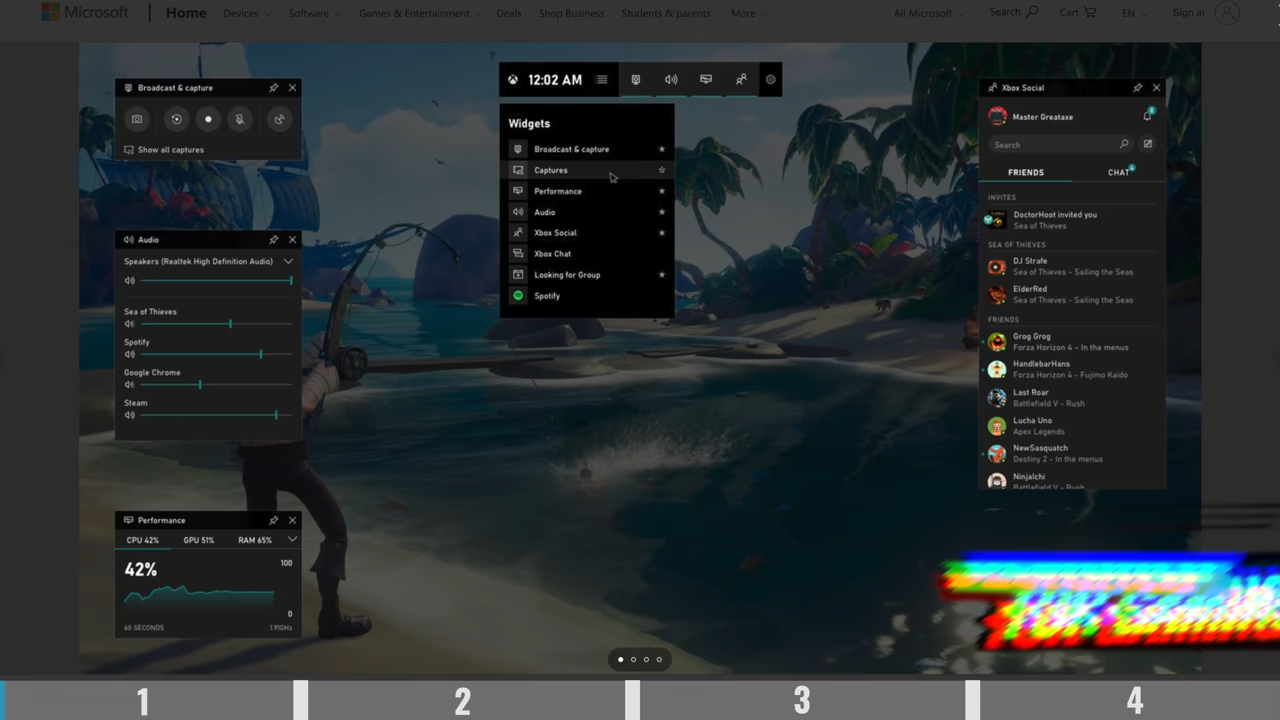 Microsoft Home Devices Software Games & Entertainment Deals Shop Business Students & parents More All Microsoft Search Cart EN Sign in
Broadcast & capture
Show all captures
Audio
Speakers (Realtek High Definition Audio)
Sea of Thieves
Spotify
Google Chrome
Steam
Performance
CPU 42% GPU 51% RAM 65%
42%
100
0
60 SECONDS 1.91GHz
12:02 AM
Widgets
Broadcast & capture
Captures
Performance
Audio
Xbox Social
Xbox Chat
Looking for Group
Spotify
Xbox Social
Master Greataxe
Search
FRIENDS CHAT
INVITES
DoctorHoot invited you
Sea of Thieves
SEA OF THIEVES
DJ Strafe
Sea of Thieves - Sailing the Seas
ElderRed
Sea of Thieves - Sailing the Seas
FRIENDS
Grog Grog
Forza Horizon 4 - In the menus
HandlebarHans
Forza Horizon 4 - Fujimo Kaido
Last Roar
Battlefield V - Rush
Lucha Uno
Apex Legends
NewSasquatch
Destiny 2 - In the menus
Ninjalchi
Battlefield V - Rush
1 2 3 4